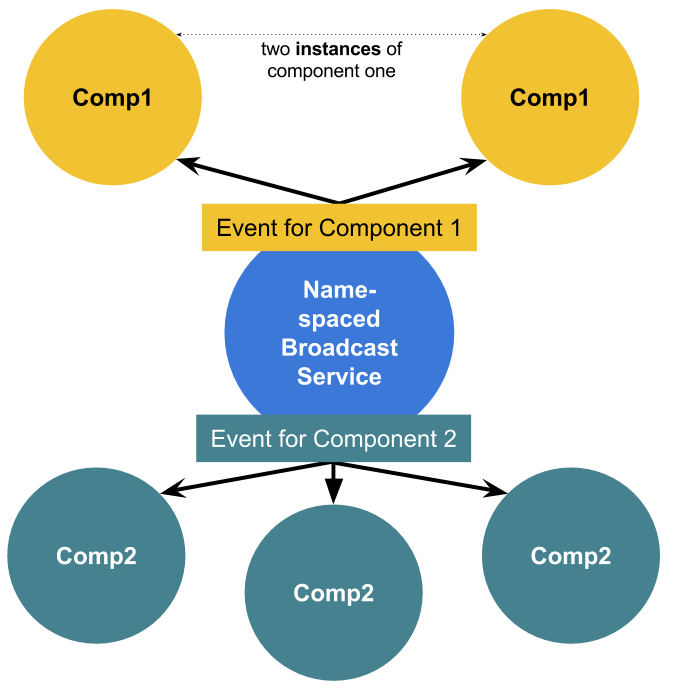 Comp1
two instances of
component one
Comp1
Event for Component 1
Name-
spaced
Broadcast
Service
Event for Component 2
Comp2
Comp2
Comp2